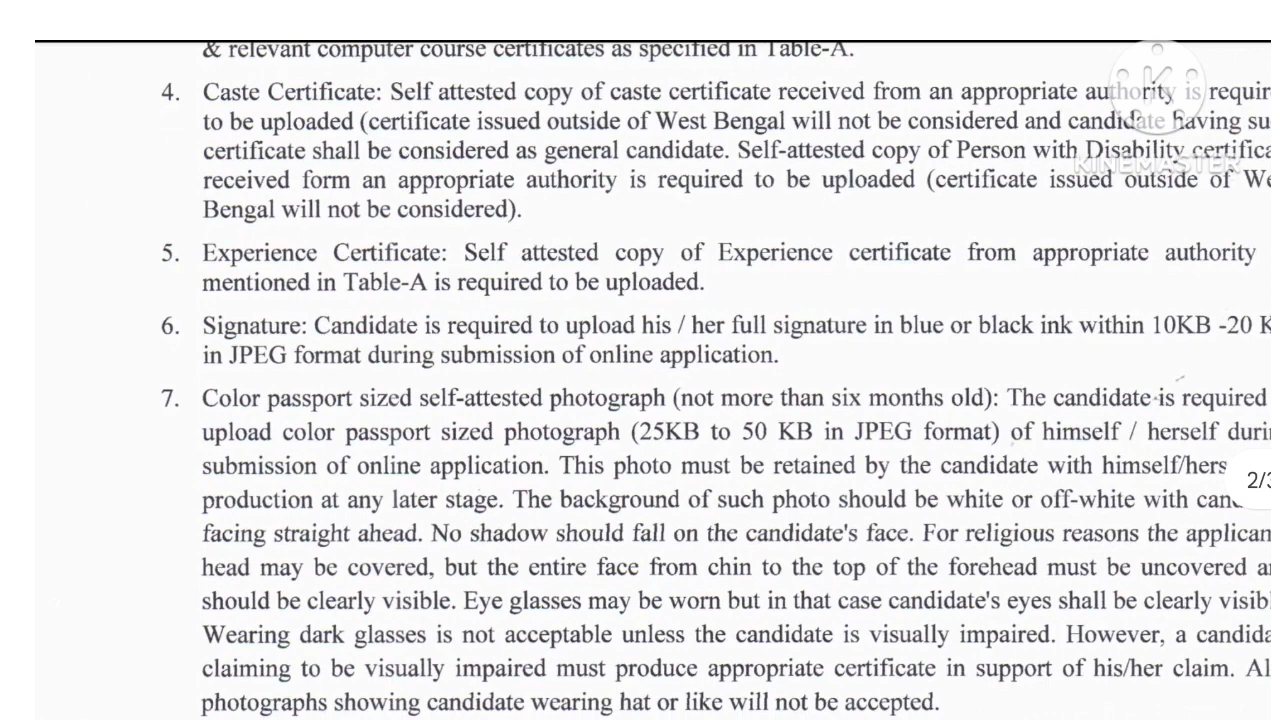 & relevant computer course certificates as specified in Table-A.
4. Caste Certificate: Self attested copy of caste certificate received from an appropriate authority is
to be uploaded (certificate issued outside of West Bengal will not be considered and candidate having
certificate shall be considered as general candidate. Self-attested copy of Person with Disability
KINEMASTER
received form an appropriate authority is required to be uploaded (certificate issued outside of
Bengal will not be considered).
5. Experience Certificate: Self attested copy of Experience certificate from appropriate authority
mentioned in Table-A is required to be uploaded.
6. Signature: Candidate is required to upload his / her full signature in blue or black ink within 10KB -20
in JPEG format during submission of online application.
7. Color passport sized self-attested photograph (not more than six months old): The candidate is required
upload color passport sized photograph (25KB to 50 KB in JPEG format) of himself / herself
submission of online application. This photo must be retained by the candidate with
2/3
production at any later stage. The background of such photo should be white or off-white with
facing straight ahead. No shadow should fall on the candidate's face. For religious reasons the
head may be covered, but the entire face from chin to the top of the forehead must be uncovered
should be clearly visible. Eye glasses may be worn but in that case candidate's eyes shall be clearly
Wearing dark glasses is not acceptable unless the candidate is visually impaired. However, a
claiming to be visually impaired must produce appropriate certificate in support of his/her claim.
photographs showing candidate wearing hat or like will not be accepted.